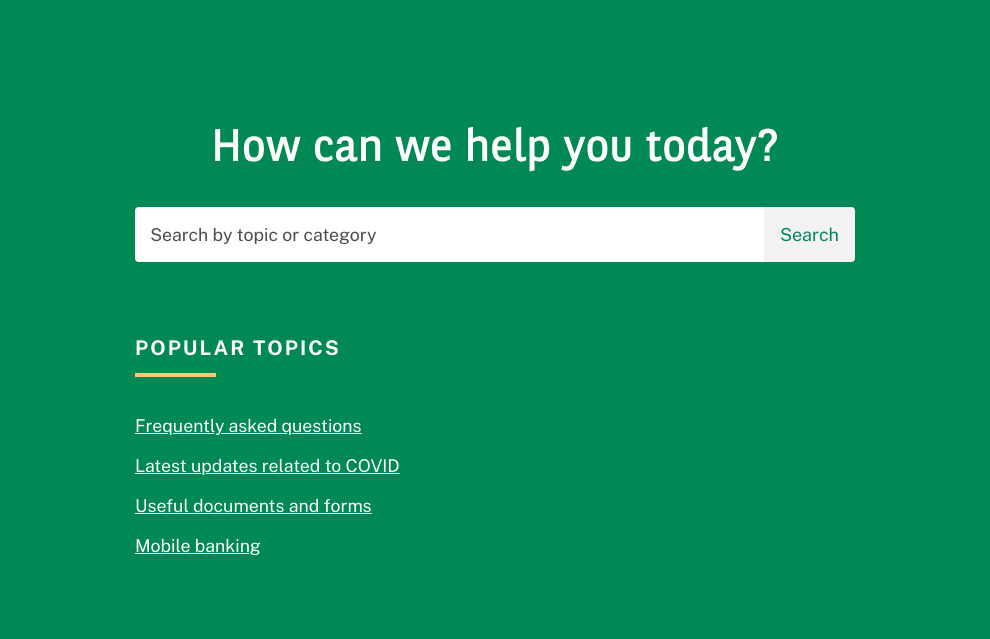 How can we help you today?
Search by topic or category
Search
POPULAR TOPICS
Frequently asked questions
Latest updates related to COVID
Useful documents and forms
Mobile banking